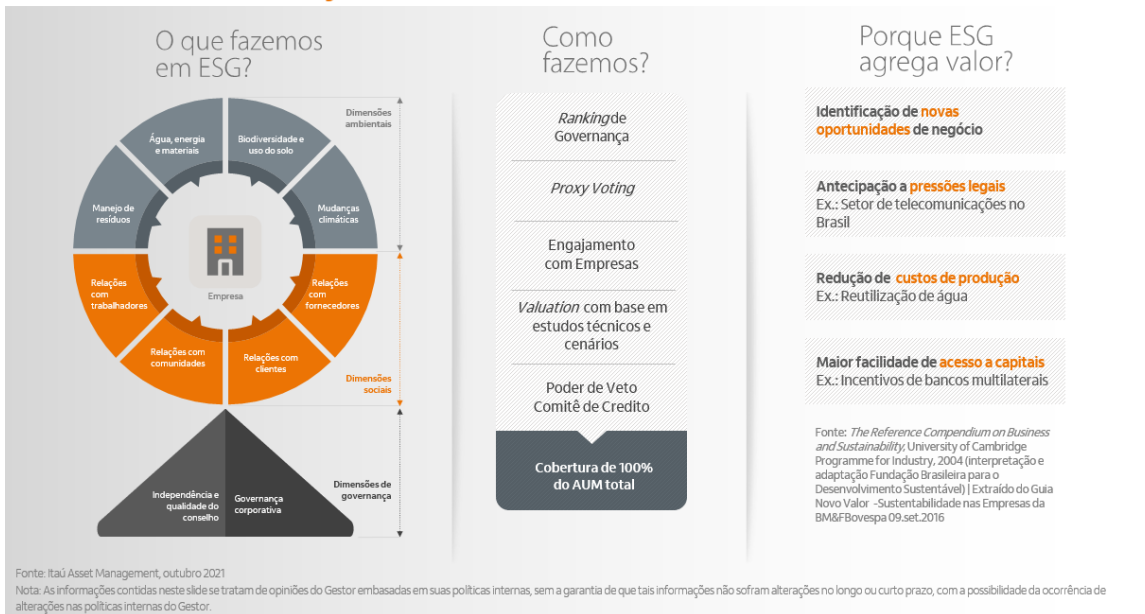 O que fazemos
em ESG?
Dimensões
ambientais
Água, energia
e materiais
Biodiversidade e
uso do solo
Manejo de
resíduos
Mudanças
climáticas
Empresa
Relações
com
trabalhadores
Relações
com
fornecedores
Relações com
comunidades
Relações com
clientes
Dimensões
sociais
Dimensões de
governança
Independência e
qualidade do
conselho
Governança
corporativa
Como
fazemos?
Ranking de
Governança
Proxy Voting
Engajamento
com Empresas
Valuation com base em
estudos técnicos e
cenários
Poder de Veto
Comitê de Credito
Cobertura de 100%
do AUM total
Porque ESG
agrega valor?
Identificação de novas
oportunidades de negócio
Antecipação a pressões legais
Ex.: Setor de telecomunicações no
Brasil
Redução de custos de produção
Ex.: Reutilização de água
Maior facilidade de acesso a capitais
Ex.: Incentivos de bancos multilaterais
Fonte: The Reference Compendium on Business
and Sustainability, University of Cambridge
Programme for Industry, 2004 (interpretação e
adaptação Fundação Brasileira para o
Desenvolvimento Sustentável) | Extraído do Guia
Novo Valor -Sustentabilidade nas Empresas da
BM&FBovespa 09.set.2016
Fonte: Itaú Asset Management, outubro 2021
Nota: As informações contidas neste slide se tratam de opiniões do Gestor embasadas em suas políticas internas, sem a garantia de que tais informações não sofram alterações no longo ou curto prazo, com a possibilidade da ocorrência de
alterações nas políticas internas do Gestor.